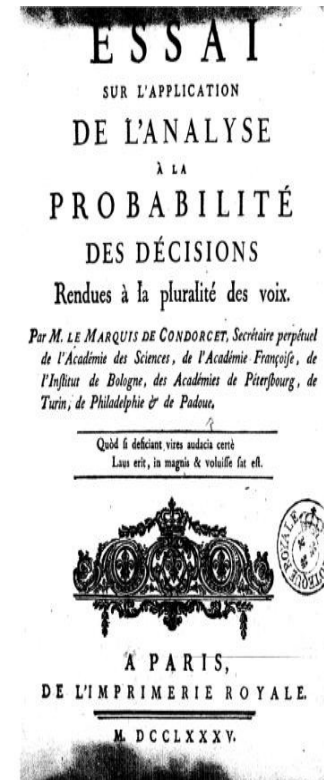 ESSAI
SUR L'APPLICATION
DE L'ANALYSE
À LA
PROBABILITÉ
DES DÉCISIONS
Rendues à la pluralité des voix.
Par M. LE MARQUIS DE CONDORCET, Secrétaire perpétuel
de l'Académie des Sciences, de l'Académie Françoiſe, de
l'Inſtitut de Bologne, des Académies de Péterſbourg, de
Turin, de Philadelphie & de Padoue.
Quòd ſi deficiant vires audacia certè
Laus erit, in magnis & voluiſſe ſat eſt.
ROYALE
A PARIS,
DE L'IMPRIMERIE ROYALE.
M. DCCLXXXV.